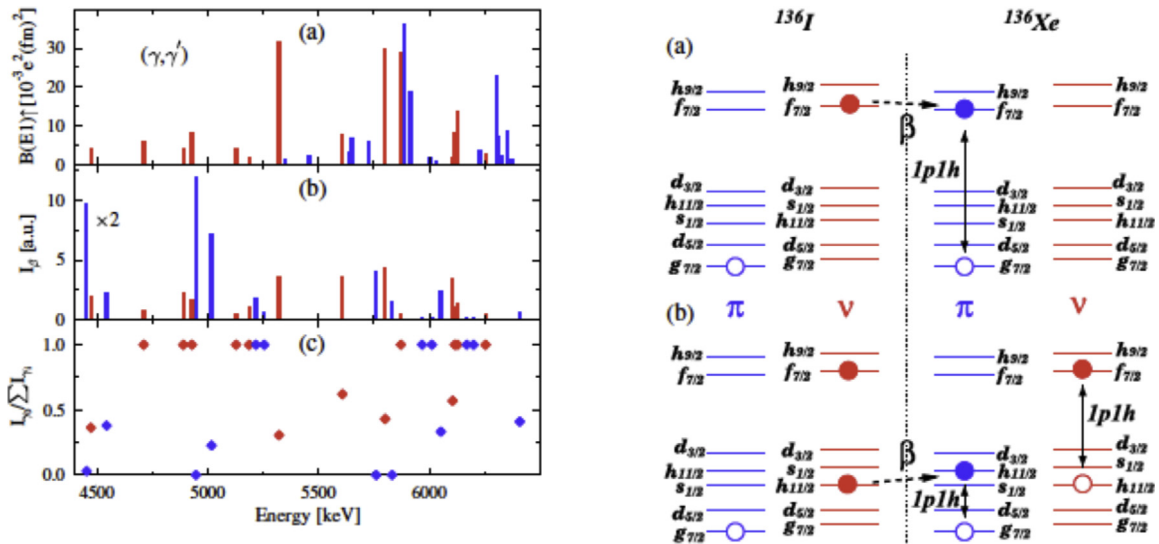 (a)
(γ,γ′)
B(E1)↑ [10⁻³ e²(fm)²]
30
20
10
0
(b)
×2
I_β [a.u.]
10
5
0
(c)
I_γ₀/∑I_γᵢ
1.0
0.5
0.0
4500 5000 5500 6000
Energy [keV]
¹³⁶I ¹³⁶Xe
(a)
h9/2 h9/2 h9/2 h9/2
f7/2 f7/2 f7/2 f7/2
β
1p1h
d3/2 d3/2 d3/2 d3/2
h11/2 s1/2 h11/2 s1/2
s1/2 h11/2 s1/2 h11/2
d5/2 d5/2 d5/2 d5/2
g7/2 g7/2 g7/2 g7/2
π ν π ν
(b)
h9/2 h9/2 h9/2 h9/2
f7/2 f7/2 f7/2 f7/2
1p1h
d3/2 d3/2 d3/2 d3/2
β
h11/2 s1/2 h11/2 s1/2
s1/2 h11/2 s1/2 h11/2
1p1h
d5/2 d5/2 d5/2 d5/2
g7/2 g7/2 g7/2 g7/2